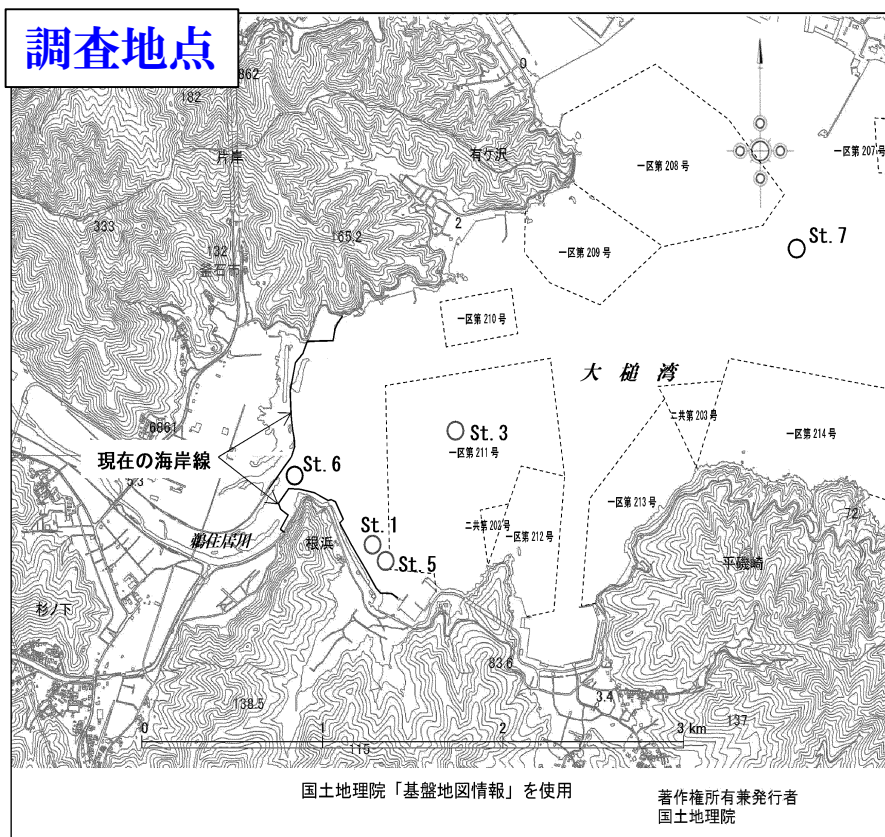 調査地点
862
182
0
片岸
有ケ沢
一区第208号
一区第207号
2
333
132
165.2
釜石市
一区第209号
St. 7
一区第210号
大槌湾
二共第203号
6861
St. 3
一区第214号
現在の海岸線
一区第211号
5.3
St. 6
一区第213号
72
二共第202号
St. 1
鵜住居川
根浜
一区第212号
St. 5
平磯崎
杉ノ下
83.6
138.5
3.4
0
1
2
3 km
137
115
国土地理院「基盤地図情報」を使用
著作権所有兼発行者
国土地理院